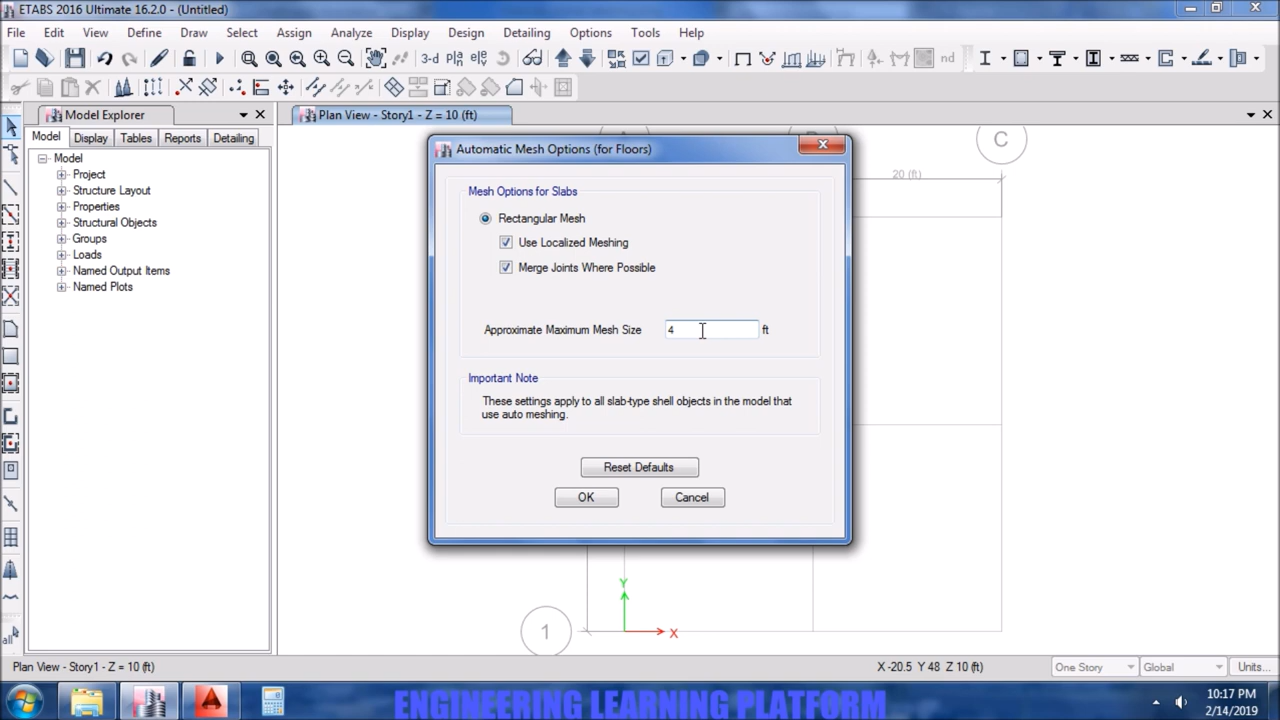 ETABS 2016 Ultimate 16.2.0 - (Untitled)
File Edit View Define Draw Select Assign Analyze Display Design Detailing Options Tools Help
3-d nd
Model Explorer
Plan View - Story1 - Z = 10 (ft)
Model Display Tables Reports Detailing
Model
Project
Structure Layout
Properties
Structural Objects
Groups
Loads
Named Output Items
Named Plots
C
20 (ft)
Automatic Mesh Options (for Floors)
Mesh Options for Slabs
Rectangular Mesh
Use Localized Meshing
Merge Joints Where Possible
Approximate Maximum Mesh Size 4 ft
Important Note
These settings apply to all slab-type shell objects in the model that
use auto meshing.
Reset Defaults
OK Cancel
Y
1
X
all
Plan View - Story1 - Z = 10 (ft) X -20.5 Y 48 Z 10 (ft) One Story Global Units...
ENGINEERING LEARNING PLATFORM
10:17 PM
2/14/2019